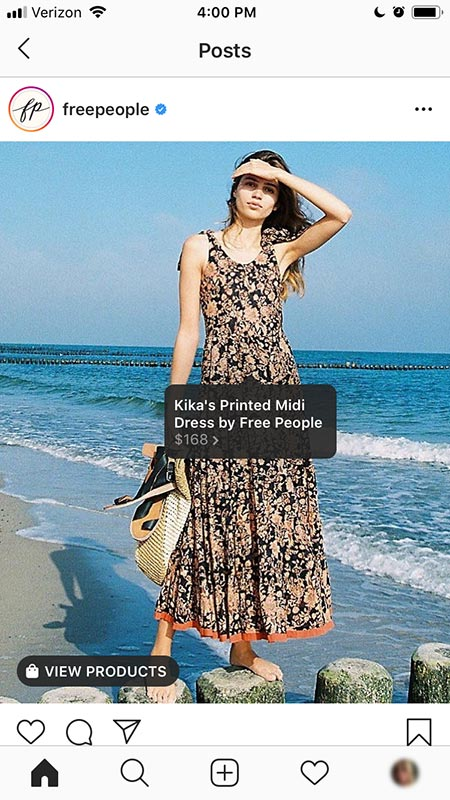 Verizon 4:00 PM
Posts
fp freepeople
Kika's Printed Midi
Dress by Free People
$168 >
VIEW PRODUCTS